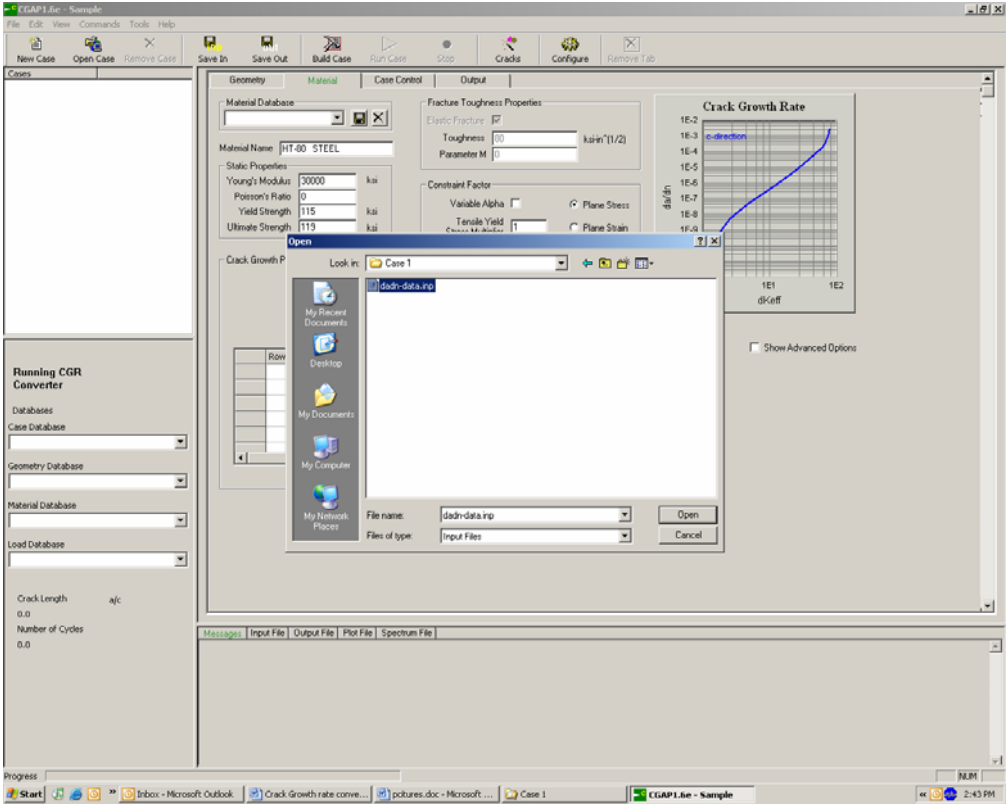 CGAP1.6e - Sample
File Edit View Commands Tools Help
New Case Open Case Remove Case Save In Save Out Build Case Run Case Stop Cracks Configure Remove Tab
Cases
Geometry Material Case Control Output
Material Database
Material Name HT-80 STEEL
Static Properties
Young's Modulus 30000 ksi
Poisson's Ratio 0
Yield Strength 115 ksi
Ultimate Strength 119 ksi
Crack Growth P
Row
Fracture Toughness Properties
Elastic Fracture
Toughness 80 ksi-in^(1/2)
Parameter M 0
Constraint Factor
Variable Alpha
Plane Stress
Tensile Yield
Stress Multiplier 1
Plane Strain
Crack Growth Rate
1E-2
1E-3
c-direction
1E-4
1E-5
1E-6
1E-7
1E-8
1E-9
da/dn
1E1 1E2
dKeff
Show Advanced Options
Open
Look in: Case 1
dadn-data.inp
My Recent
Documents
Desktop
My Documents
My Computer
My Network
Places
File name: dadn-data.inp Open
Files of type: Input Files Cancel
Running CGR
Converter
Databases
Case Database
Geometry Database
Material Database
Load Database
Crack Length a/c
0.0
Number of Cycles
0.0
Messages Input File Output File Plot File Spectrum File
Progress NUM
Start Inbox - Microsoft Outlook Crack Growth rate conve... pcitures.doc - Microsoft ... Case 1 CGAP1.6e - Sample 2:43 PM